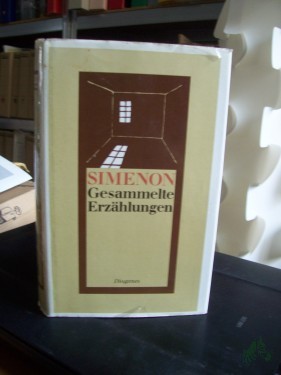 SIMENON
Gesammelte
Erzählungen
Diogenes